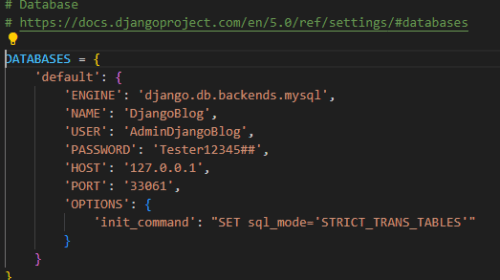 # Database
# https://docs.djangoproject.com/en/5.0/ref/settings/#databases
DATABASES = {
    'default': {
        'ENGINE': 'django.db.backends.mysql',
        'NAME': 'DjangoBlog',
        'USER': 'AdminDjangoBlog',
        'PASSWORD': 'Tester12345##',
        'HOST': '127.0.0.1',
        'PORT': '33061',
        'OPTIONS': {
            'init_command': "SET sql_mode='STRICT_TRANS_TABLES'"
        }
    }
}